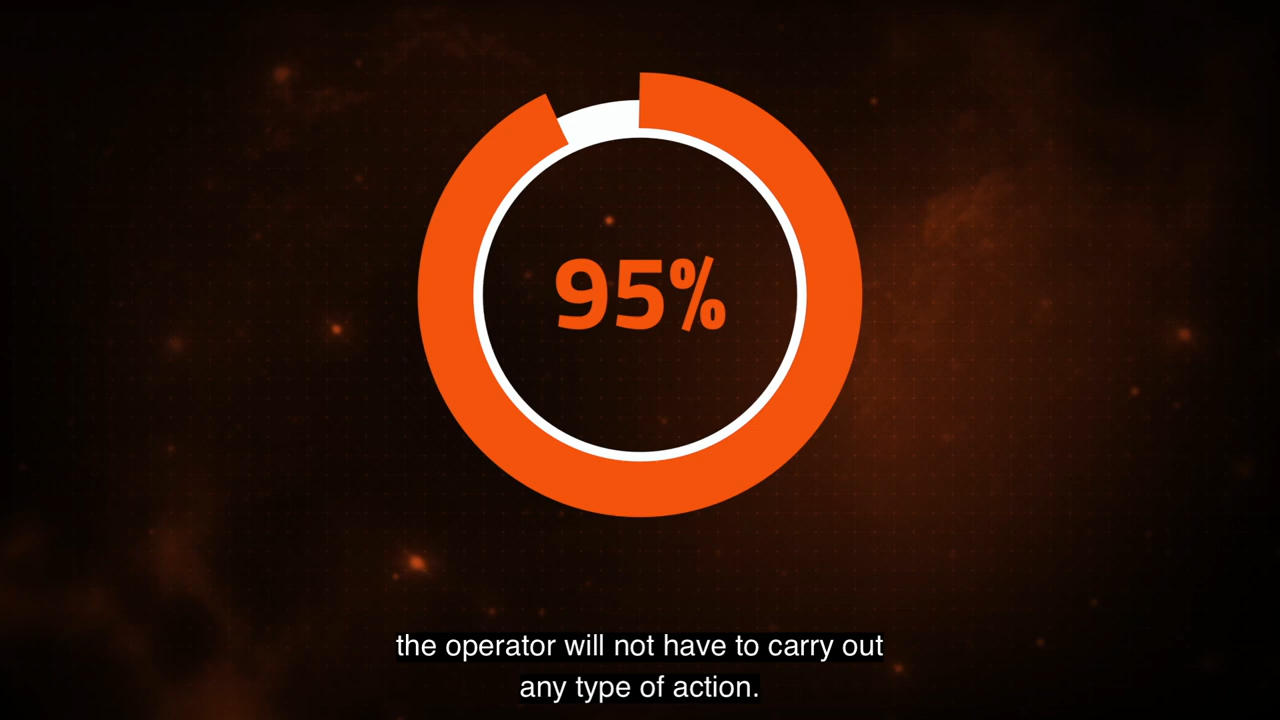 95%
the operator will not have to carry out
any type of action.